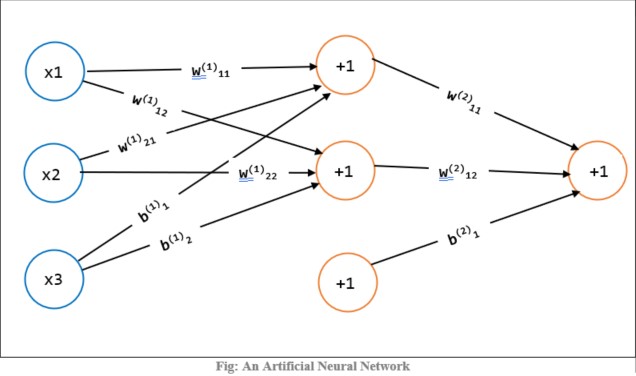 x1
w(1)11
+1
w(1)12
w(2)11
w(1)21
x2
w(1)22
+1
w(2)12
+1
b(1)1
b(1)2
b(2)1
x3
+1
Fig: An Artificial Neural Network